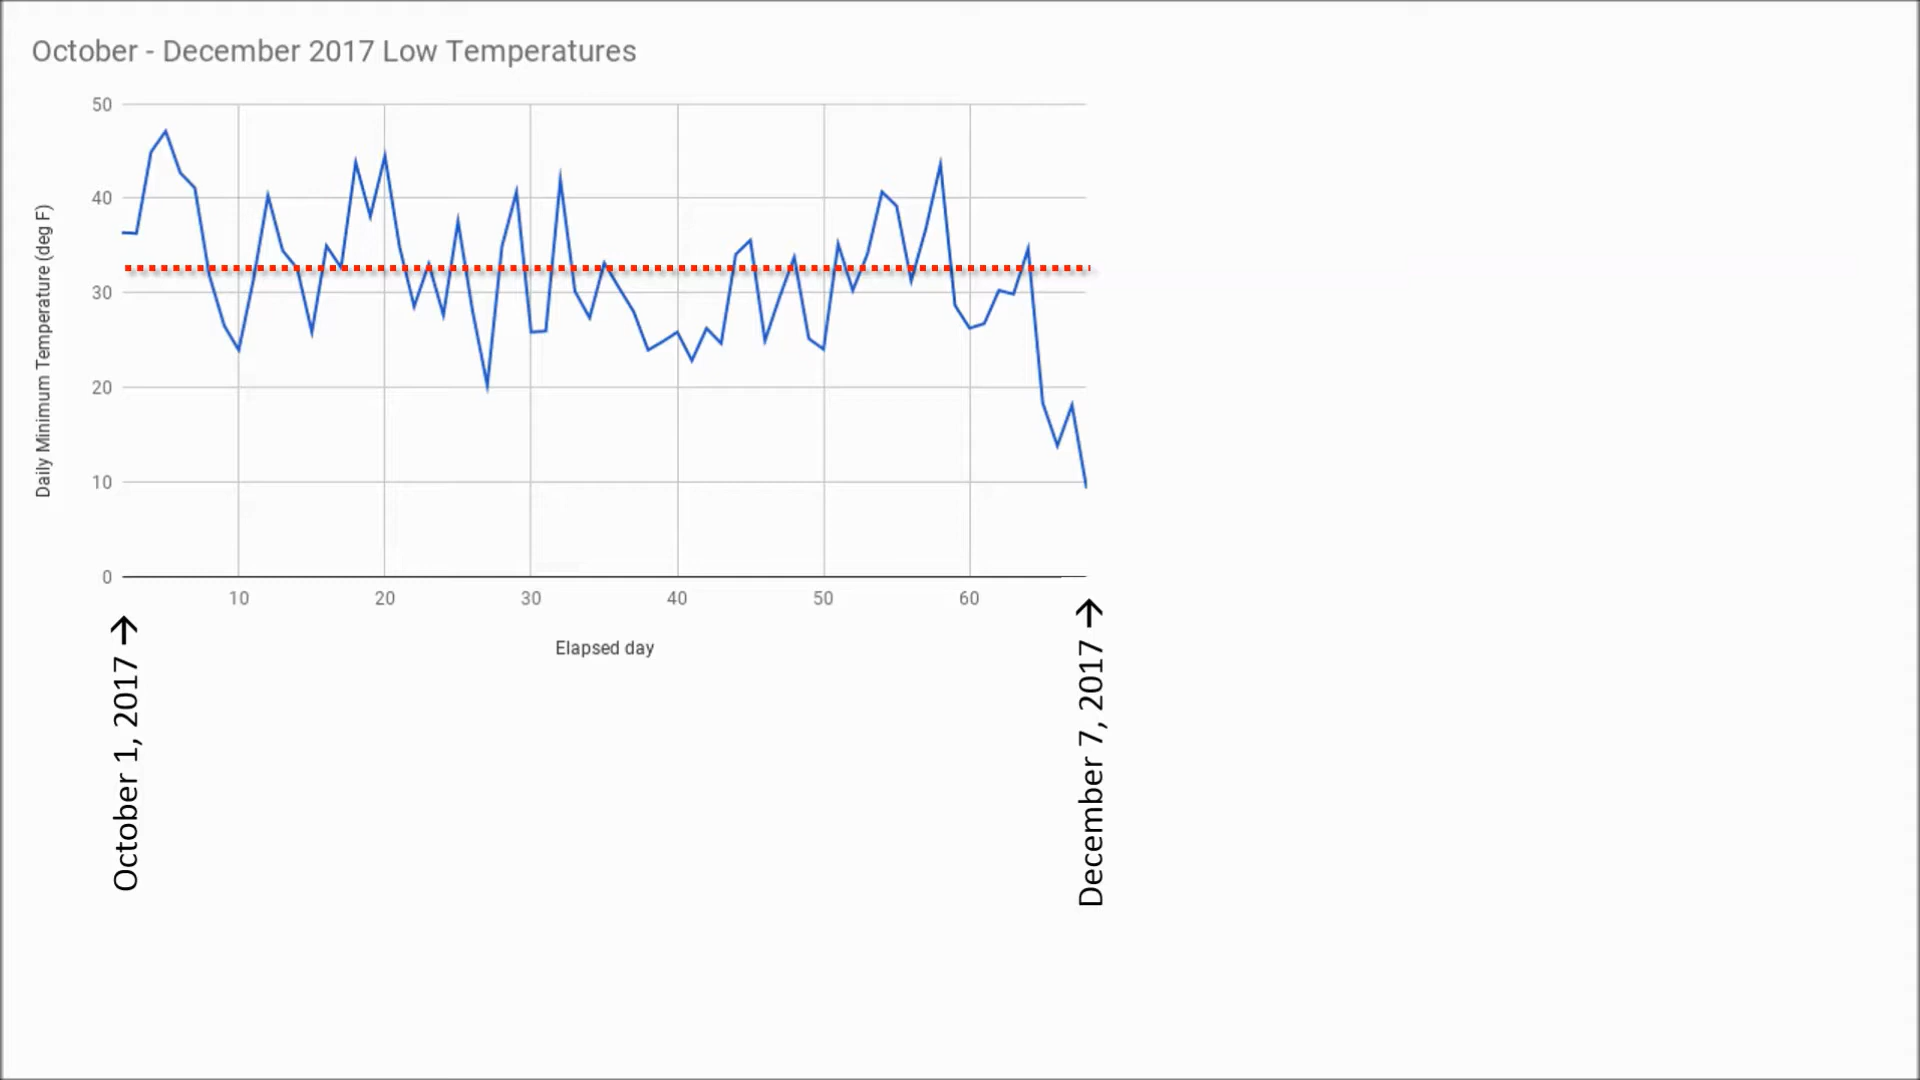 October - December 2017 Low Temperatures
50
40
30
20
10
0
Daily Minimum Temperature (deg F)
10 20 30 40 50 60
Elapsed day
October 1, 2017 →
December 7, 2017 →